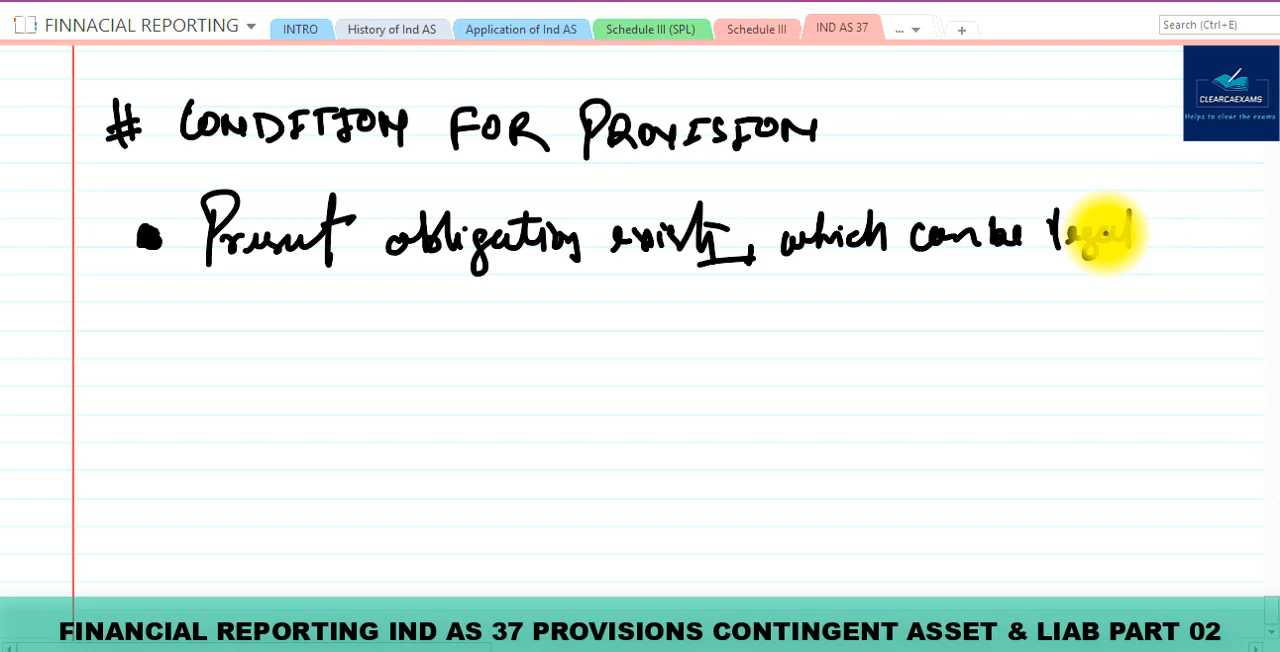 FINNACIAL REPORTING
INTRO
History of Ind AS
Application of Ind AS
Schedule III (SPL)
Schedule III
IND AS 37
...
+
Search (Ctrl+E)
CLEARCAEXAMS
Helps to clear the exams
# CONDITION FOR PROVISION
• Present obligation exists, which can be legal
FINANCIAL REPORTING IND AS 37 PROVISIONS CONTINGENT ASSET & LIAB PART 02